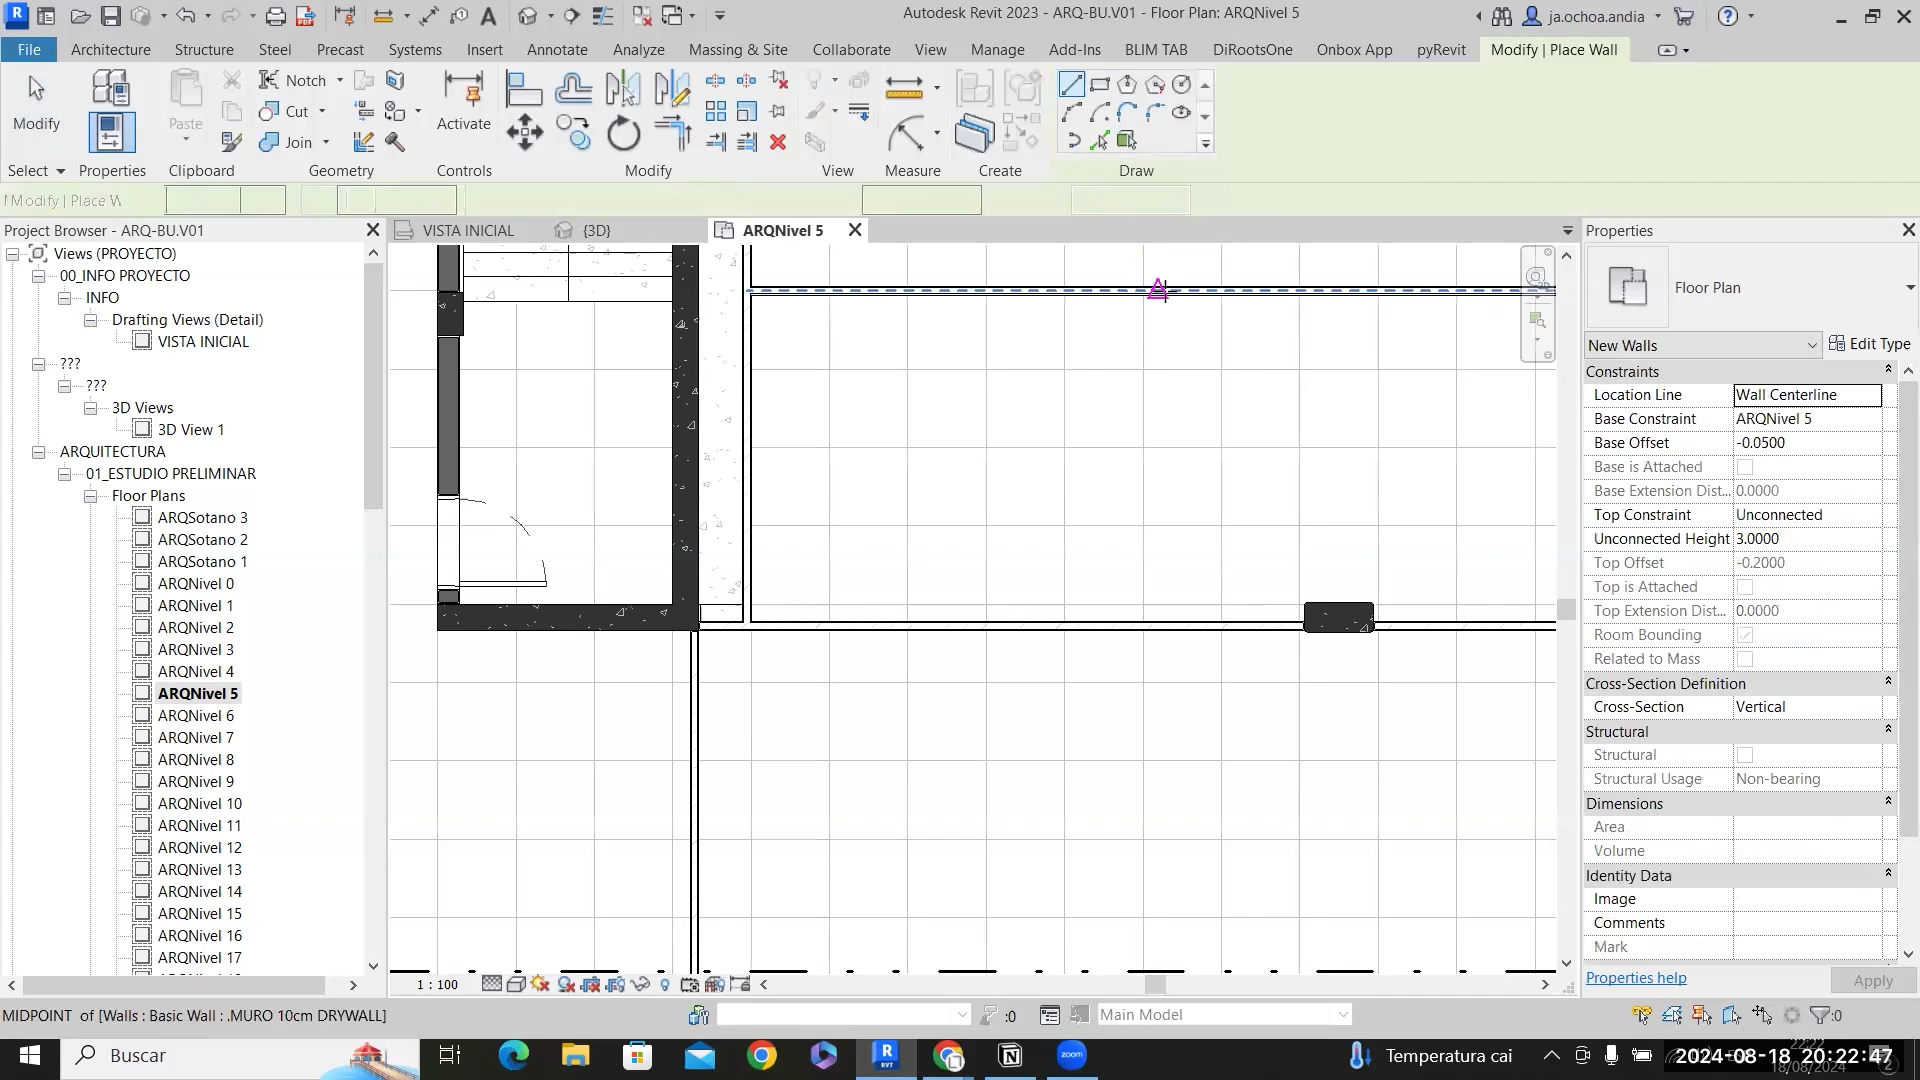 Autodesk Revit 2023 - ARQ-BU.V01 - Floor Plan: ARQNivel 5
ja.ochoa.andia
File
Architecture
Structure
Steel
Precast
Systems
Insert
Annotate
Analyze
Massing & Site
Collaborate
View
Manage
Add-Ins
BLIM TAB
DiRootsOne
Onbox App
pyRevit
Modify | Place Wall
Modify
Paste
Notch
Cut
Join
Activate
Select
Properties
Clipboard
Geometry
Controls
Modify
View
Measure
Create
Draw
Modify | Place W
Project Browser - ARQ-BU.V01
VISTA INICIAL
{3D}
ARQNivel 5
Properties
Views (PROYECTO)
00_INFO PROYECTO
INFO
Drafting Views (Detail)
VISTA INICIAL
???
???
3D Views
3D View 1
ARQUITECTURA
01_ESTUDIO PRELIMINAR
Floor Plans
ARQSotano 3
ARQSotano 2
ARQSotano 1
ARQNivel 0
ARQNivel 1
ARQNivel 2
ARQNivel 3
ARQNivel 4
ARQNivel 5
ARQNivel 6
ARQNivel 7
ARQNivel 8
ARQNivel 9
ARQNivel 10
ARQNivel 11
ARQNivel 12
ARQNivel 13
ARQNivel 14
ARQNivel 15
ARQNivel 16
ARQNivel 17
Floor Plan
New Walls
Edit Type
Constraints
Location Line Wall Centerline
Base Constraint ARQNivel 5
Base Offset -0.0500
Base is Attached
Base Extension Dist... 0.0000
Top Constraint Unconnected
Unconnected Height 3.0000
Top Offset -0.2000
Top is Attached
Top Extension Dist... 0.0000
Room Bounding
Related to Mass
Cross-Section Definition
Cross-Section Vertical
Structural
Structural
Structural Usage Non-bearing
Dimensions
Area
Volume
Identity Data
Image
Comments
Mark
Properties help
Apply
1 : 100
MIDPOINT of [Walls : Basic Wall : .MURO 10cm DRYWALL]
:0
Main Model
:0
Buscar
zoom
Temperatura cai
2024-08-18 20:22:47
22:22
18/08/2024